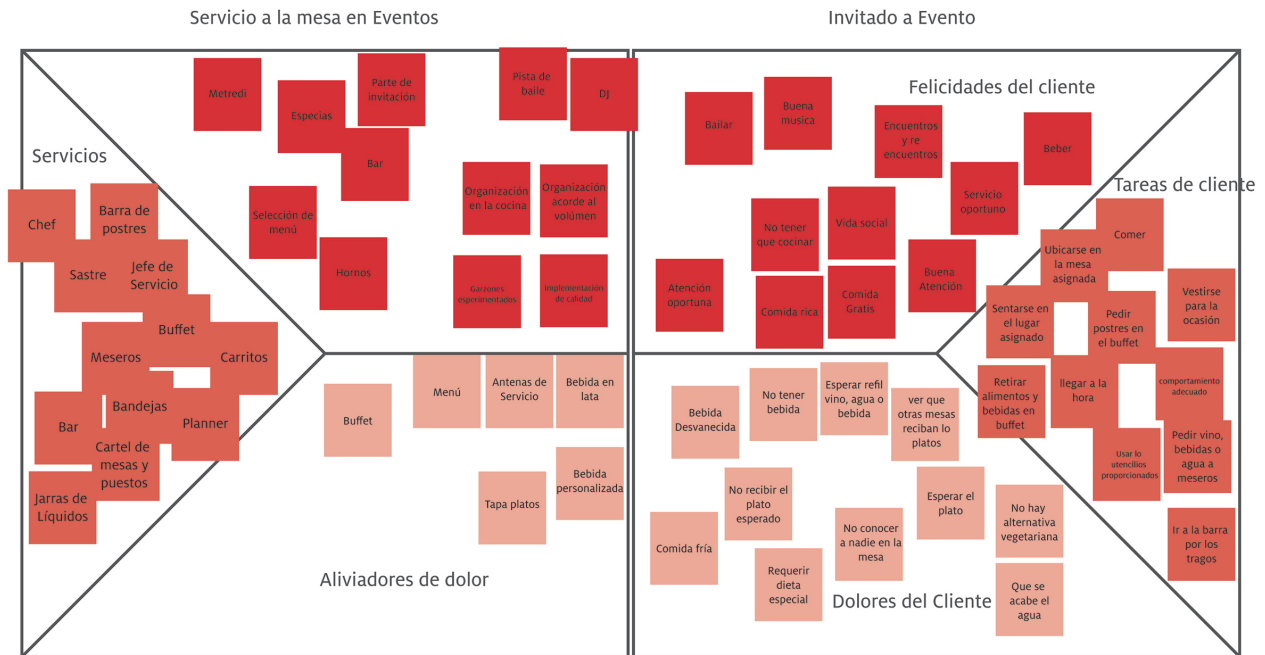 Servicio a la mesa en Eventos
Invitado a Evento
Metredi
Especias
Parte de
invitación
Bar
Pista de
baile
DJ
Selección de
menú
Hornos
Organización
en la cocina
Organización
acorde al
volúmen
Garzones
esperimentados
Implementación
de calidad
Servicios
Chef
Barra de
postres
Sastre
Jefe de
Servicio
Buffet
Meseros
Carritos
Bandejas
Bar
Planner
Cartel de
mesas y
puestos
Jarras de
Líquidos
Buffet
Menú
Antenas de
Servicio
Bebida en
lata
Tapa platos
Bebida
personalizada
Aliviadores de dolor
Felicidades del cliente
Bailar
Buena
musica
Encuentros
y re
encuentros
Beber
Servicio
oportuno
No tener
que cocinar
Vida social
Buena
Atención
Atención
oportuna
Comida rica
Comida
Gratis
Tareas de cliente
Comer
Ubicarse en
la mesa
asignada
Vestirse
para la
ocasión
Sentarse en
el lugar
asignado
Pedir
postres en
el buffet
Retirar
alimentos y
bebidas en
buffet
llegar a la
hora
comportamiento
adecuado
Usar lo
utencilios
proporcionados
Pedir vino,
bebidas o
agua a
meseros
Ir a la barra
por los
tragos
Bebida
Desvanecida
No tener
bebida
Esperar refil
vino, agua o
bebida
ver que
otras mesas
reciban lo
platos
No recibir el
plato
esperado
Esperar el
plato
No hay
alternativa
vegetariana
Comida fría
No conocer
a nadie en la
mesa
Requerir
dieta
especial
Que se
acabe el
agua
Dolores del Cliente